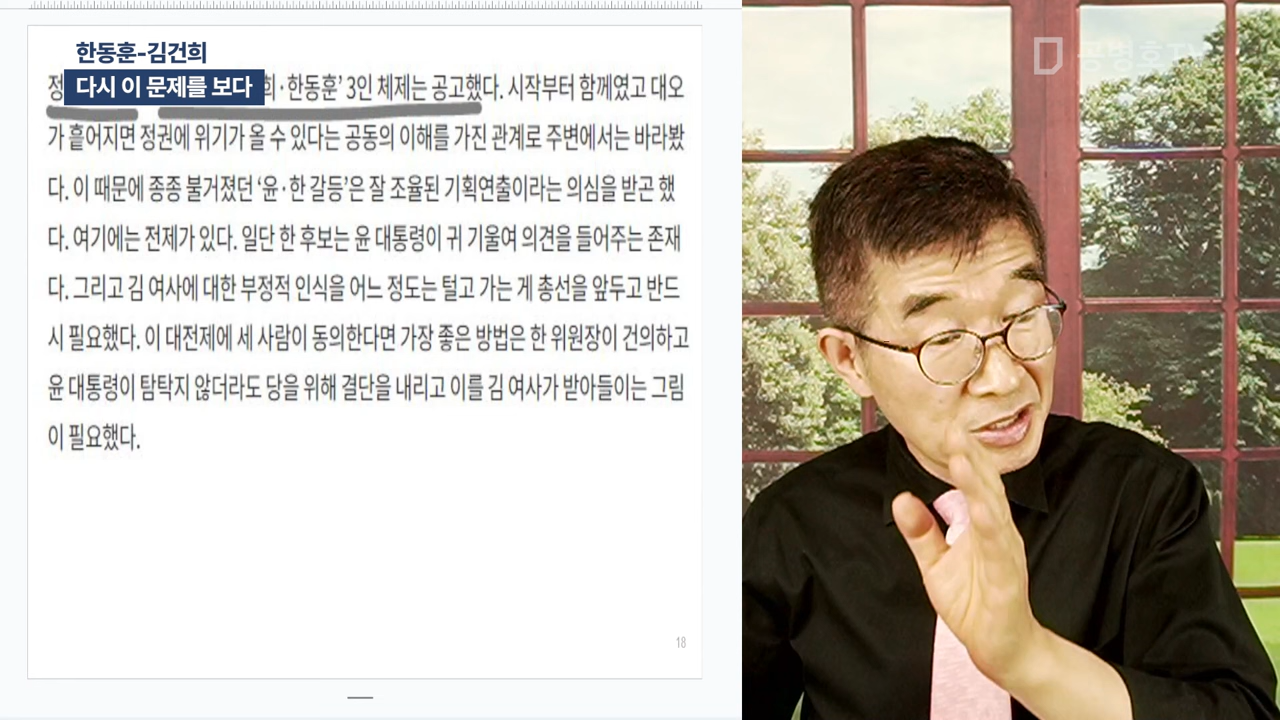 한동훈-김건희
다시 이 문제를 보다
공병호TV
정 희·한동훈’ 3인 체제는 공고했다. 시작부터 함께였고 대오
가 흩어지면 정권에 위기가 올 수 있다는 공동의 이해를 가진 관계로 주변에서는 바라봤
다. 이 때문에 종종 불거졌던 ‘윤·한 갈등’은 잘 조율된 기획연출이라는 의심을 받곤 했
다. 여기에는 전제가 있다. 일단 한 후보는 윤 대통령이 귀 기울여 의견을 들어주는 존재
다. 그리고 김 여사에 대한 부정적 인식을 어느 정도는 털고 가는 게 총선을 앞두고 반드
시 필요했다. 이 대전제에 세 사람이 동의한다면 가장 좋은 방법은 한 위원장이 건의하고
윤 대통령이 탐탁지 않더라도 당을 위해 결단을 내리고 이를 김 여사가 받아들이는 그림
이 필요했다.
18